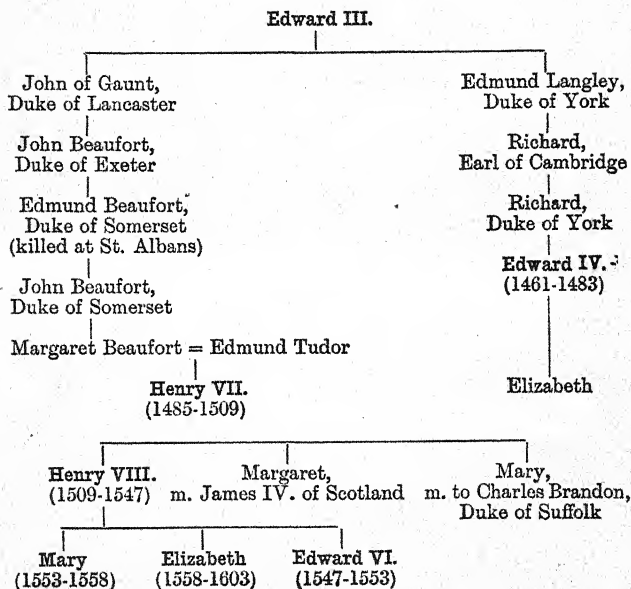 Edward III.
John of Gaunt,
Duke of Lancaster
Edmund Langley,
Duke of York
John Beaufort,
Duke of Exeter
Richard,
Earl of Cambridge
Edmund Beaufort,
Duke of Somerset
(killed at St. Albans)
Richard,
Duke of York
John Beaufort,
Duke of Somerset
Edward IV.
(1461-1483)
Margaret Beaufort = Edmund Tudor
Henry VII.
(1485-1509)
Elizabeth
Henry VIII.
(1509-1547)
Margaret,
m. James IV. of Scotland
Mary,
m. to Charles Brandon,
Duke of Suffolk
Mary
(1553-1558)
Elizabeth
(1558-1603)
Edward VI.
(1547-1553)